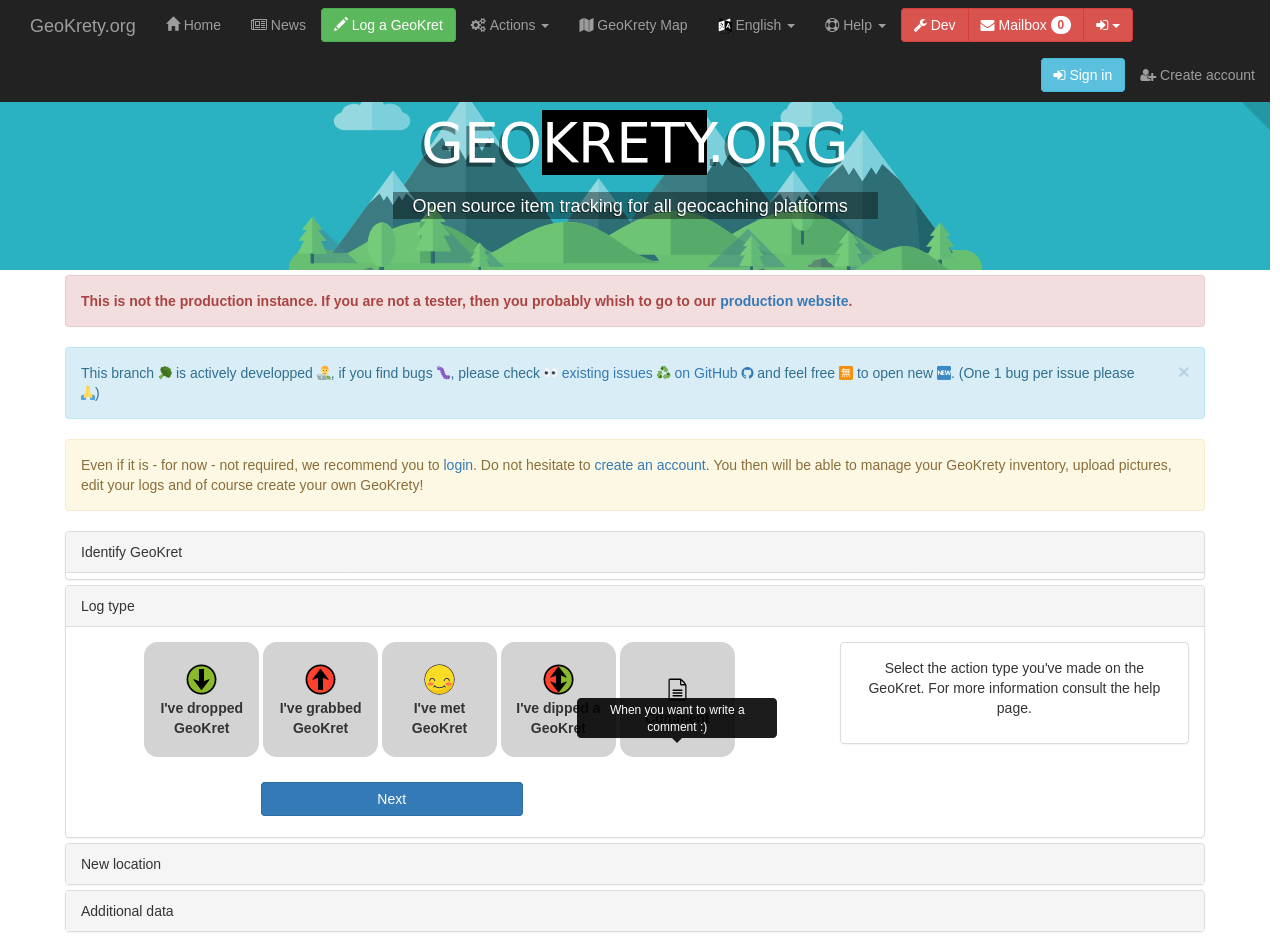 GeoKrety.org Home News Log a GeoKret Actions GeoKrety Map English Help Dev Mailbox 0
Sign in Create account
GEOKRETY.ORG
Open source item tracking for all geocaching platforms
This is not the production instance. If you are not a tester, then you probably whish to go to our production website.
This branch 🌳 is actively developped 👨‍🔬, if you find bugs 🐛, please check 👀 existing issues ♻ on GitHub and feel free 🈚 to open new 🆕. (One 1 bug per issue please
🙏)
×
Even if it is - for now - not required, we recommend you to login. Do not hesitate to create an account. You then will be able to manage your GeoKrety inventory, upload pictures,
edit your logs and of course create your own GeoKrety!
Identify GeoKret
Log type
I've dropped
GeoKret
I've grabbed
GeoKret
I've met
GeoKret
I've dipped a
GeoKret
When you want to write a
comment :)
Select the action type you've made on the
GeoKret. For more information consult the help
page.
Next
New location
Additional data